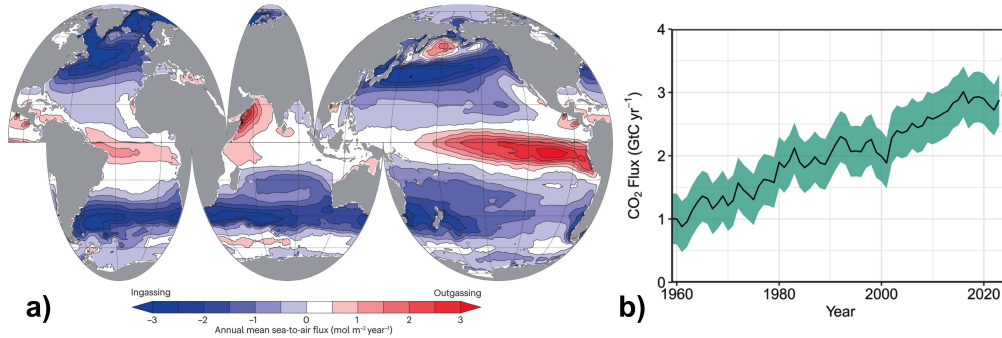 a)
Ingassing
Outgassing
−3 −2 −1 0 1 2 3
Annual mean sea-to-air flux (mol m⁻² year⁻¹)
b)
CO₂ Flux (GtC yr⁻¹)
4
3
2
1
0
1960 1980 2000 2020
Year